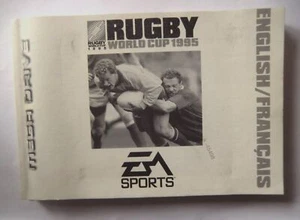 RUGBY
WORLD CUP 1995
MEGA DRIVE
ENGLISH/FRANÇAIS
EA
SPORTS